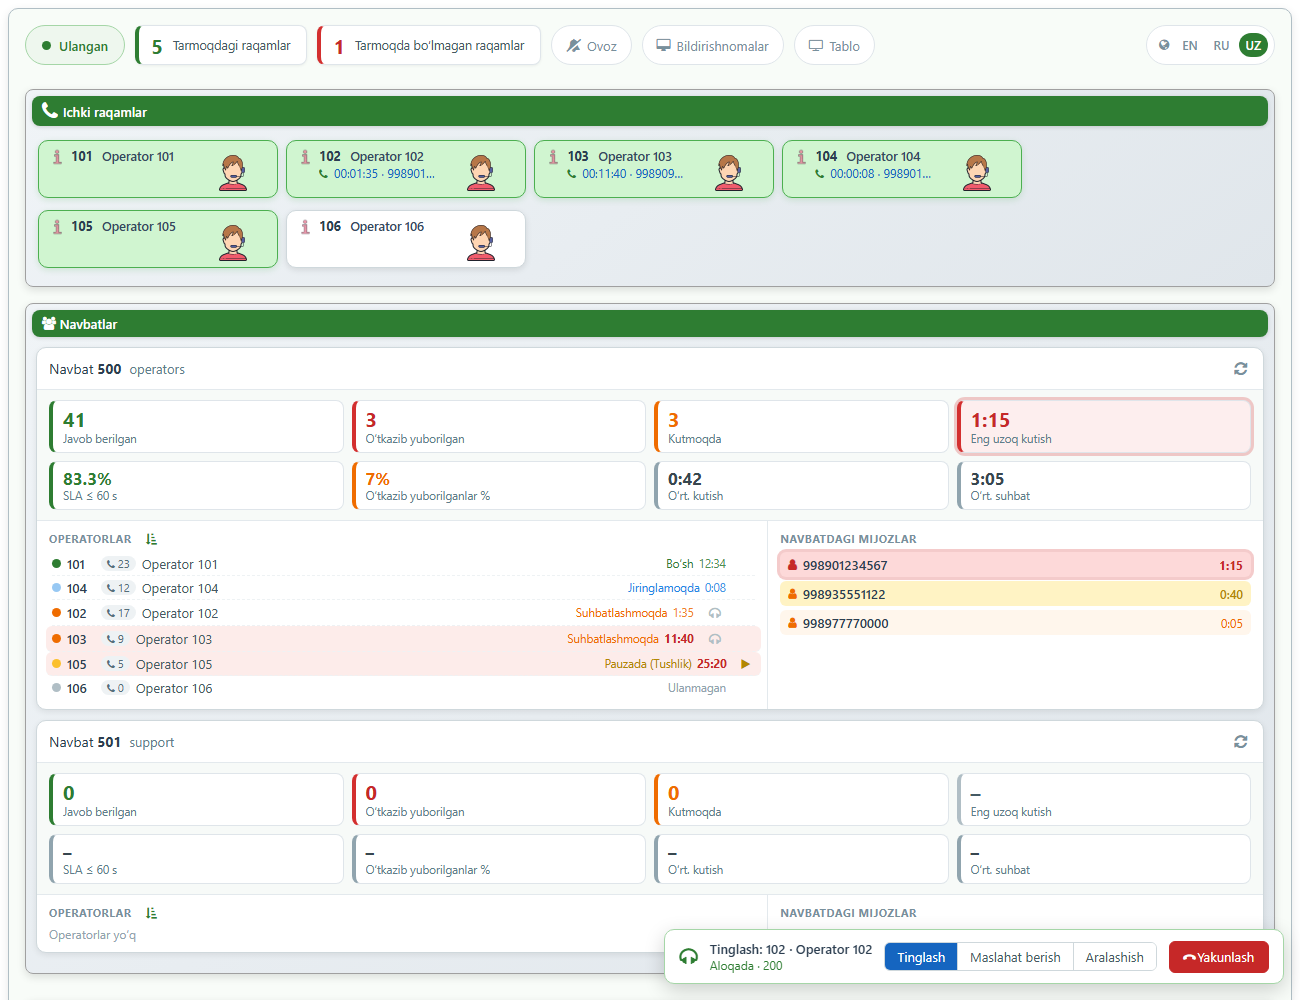 Ulangan
5 Tarmoqdagi raqamlar
1 Tarmoqda bo‘lmagan raqamlar
Ovoz
Bildirishnomalar
Tablo
EN RU UZ
Ichki raqamlar
101 Operator 101
102 Operator 102
00:01:35 · 998901...
103 Operator 103
00:11:40 · 998909...
104 Operator 104
00:00:08 · 998901...
105 Operator 105
106 Operator 106
Navbatlar
Navbat 500 operators
41
Javob berilgan
3
O‘tkazib yuborilgan
3
Kutmoqda
1:15
Eng uzoq kutish
83.3%
SLA ≤ 60 s
7%
O‘tkazib yuborilganlar %
0:42
O‘rt. kutish
3:05
O‘rt. suhbat
OPERATORLAR
101 23 Operator 101 Bo‘sh 12:34
104 12 Operator 104 Jiringlamoqda 0:08
102 17 Operator 102 Suhbatlashmoqda 1:35
103 9 Operator 103 Suhbatlashmoqda 11:40
105 5 Operator 105 Pauzada (Tushlik) 25:20
106 0 Operator 106 Ulanmagan
NAVBATDAGI MIJOZLAR
998901234567 1:15
998935551122 0:40
998977770000 0:05
Navbat 501 support
0
Javob berilgan
0
O‘tkazib yuborilgan
0
Kutmoqda
–
Eng uzoq kutish
–
SLA ≤ 60 s
–
O‘tkazib yuborilganlar %
–
O‘rt. kutish
–
O‘rt. suhbat
OPERATORLAR
Operatorlar yo‘q
NAVBATDAGI MIJOZLAR
Tinglash: 102 · Operator 102
Aloqada · 200
Tinglash
Maslahat berish
Aralashish
Yakunlash